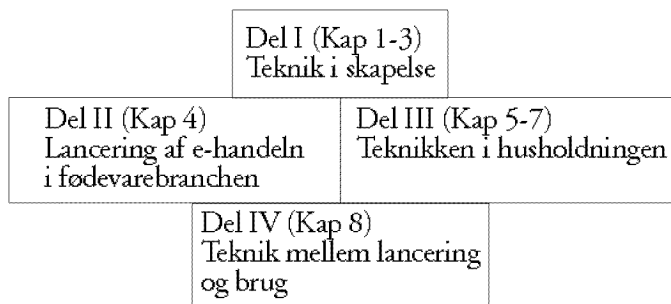 Del I (Kap 1-3)
Teknik i skapelse
Del II (Kap 4)
Lancering af e-handeln
i fødevarebranchen
Del III (Kap 5-7)
Teknikken i husholdningen
Del IV (Kap 8)
Teknik mellem lancering
og brug